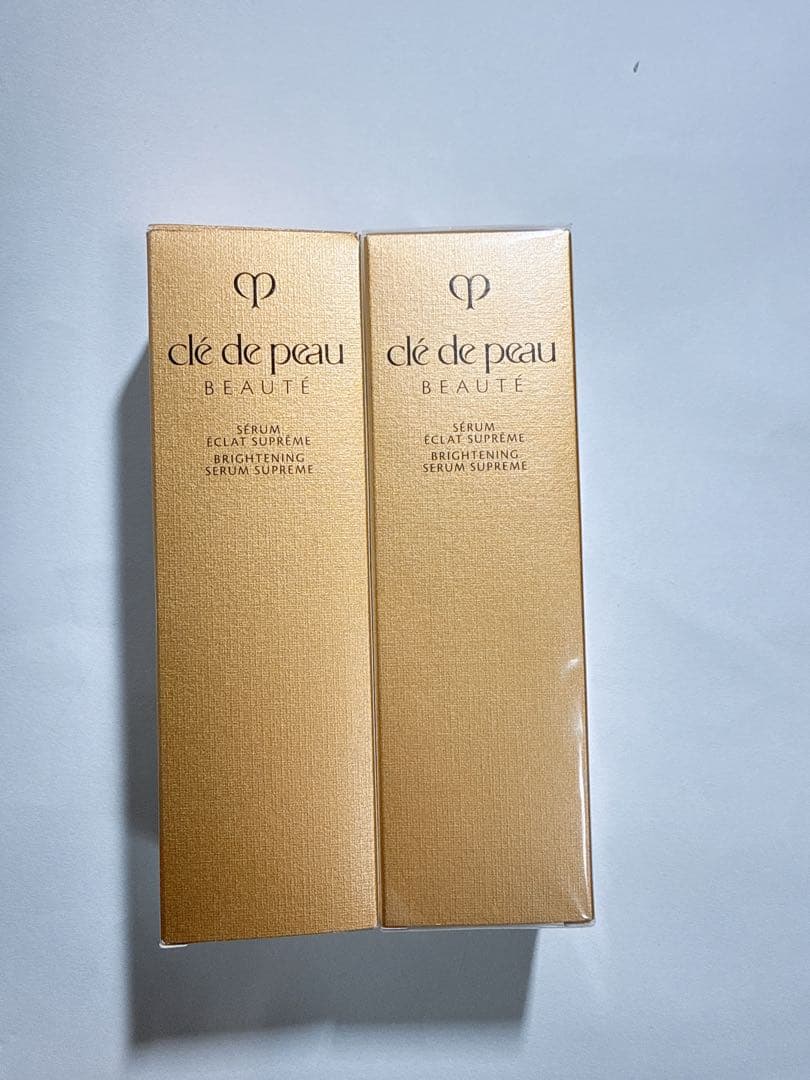 clé de peau
BEAUTÉ
SÉRUM
ÉCLAT SUPRÊME
BRIGHTENING
SERUM SUPREME
clé de peau
BEAUTÉ
SÉRUM
ÉCLAT SUPRÊME
BRIGHTENING
SERUM SUPREME